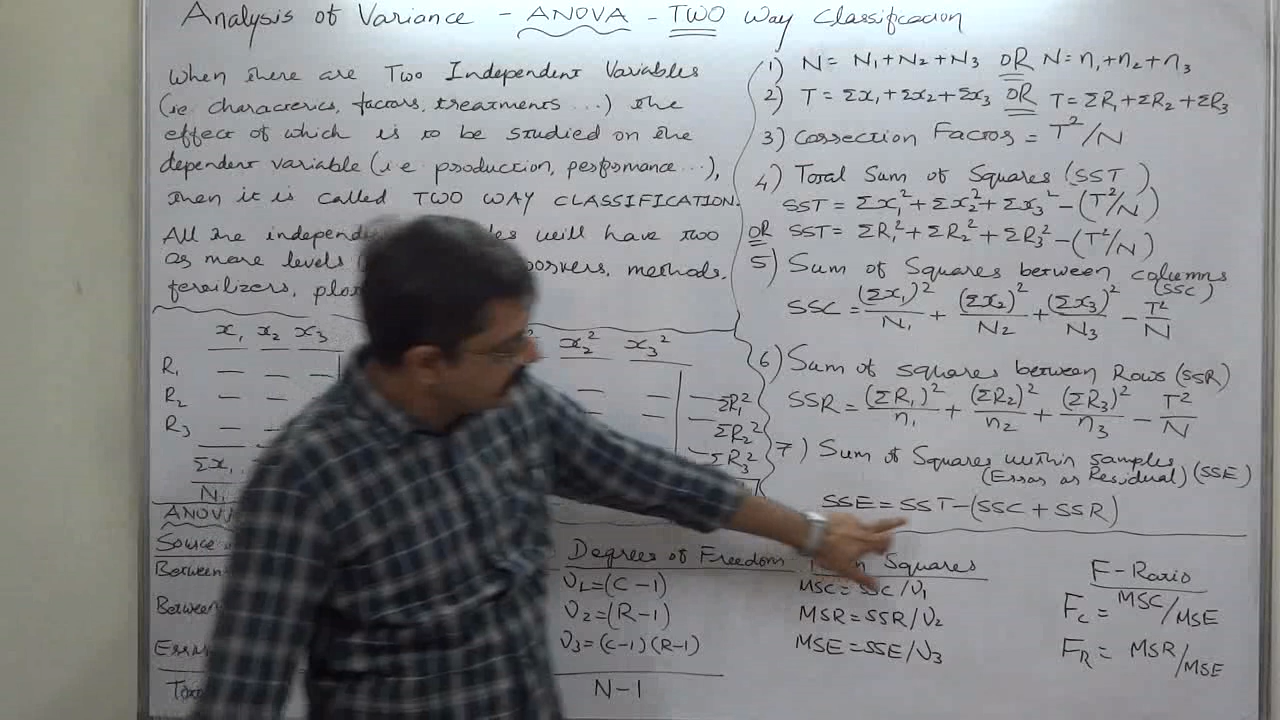 Analysis of Variance - ANOVA - TWO Way Classification
When there are Two Independent Variables
(i.e characterics, factors, treatments ...) the
effect of which is to be studied on the
dependent variable (i.e production, performance ...),
then it is called TWO WAY CLASSIFICATION.
All the will have two
or more levels methods,
fertilizers,
x₁ x₂ x₃ x₂² x₃²
R₁
R₂ ΣR₁²
R₃ ΣR₂²
ΣR₃²
Σx₁
N₁
1) N = N₁+N₂+N₃ OR N = n₁+n₂+n₃
2) T = Σx₁+Σx₂+Σx₃ OR T = ΣR₁+ΣR₂+ΣR₃
3) Correction Factor = T²/N
4) Total Sum of Squares (SST)
SST = Σx₁²+Σx₂²+Σx₃²-(T²/N)
OR SST = ΣR₁²+ΣR₂²+ΣR₃²-(T²/N)
5) Sum of Squares between columns
(SSC)
SSC = (Σx₁)²/N₁ + (Σx₂)²/N₂ + (Σx₃)²/N₃ - T²/N
6) Sum of squares between Rows (SSR)
SSR = (ΣR₁)²/n₁ + (ΣR₂)²/n₂ + (ΣR₃)²/n₃ - T²/N
7) Sum of Squares within samples
(Error or Residual) (SSE)
SSE = SST-(SSC + SSR)
ANOVA
Source Degrees of Freedom Squares F-Ratio
Between ν₁=(C-1) MSC = SSC/ν₁ Fc = MSC/MSE
Between ν₂=(R-1) MSR = SSR/ν₂
ν₃=(C-1)(R-1) MSE = SSE/ν₃ FR = MSR/MSE
N-1